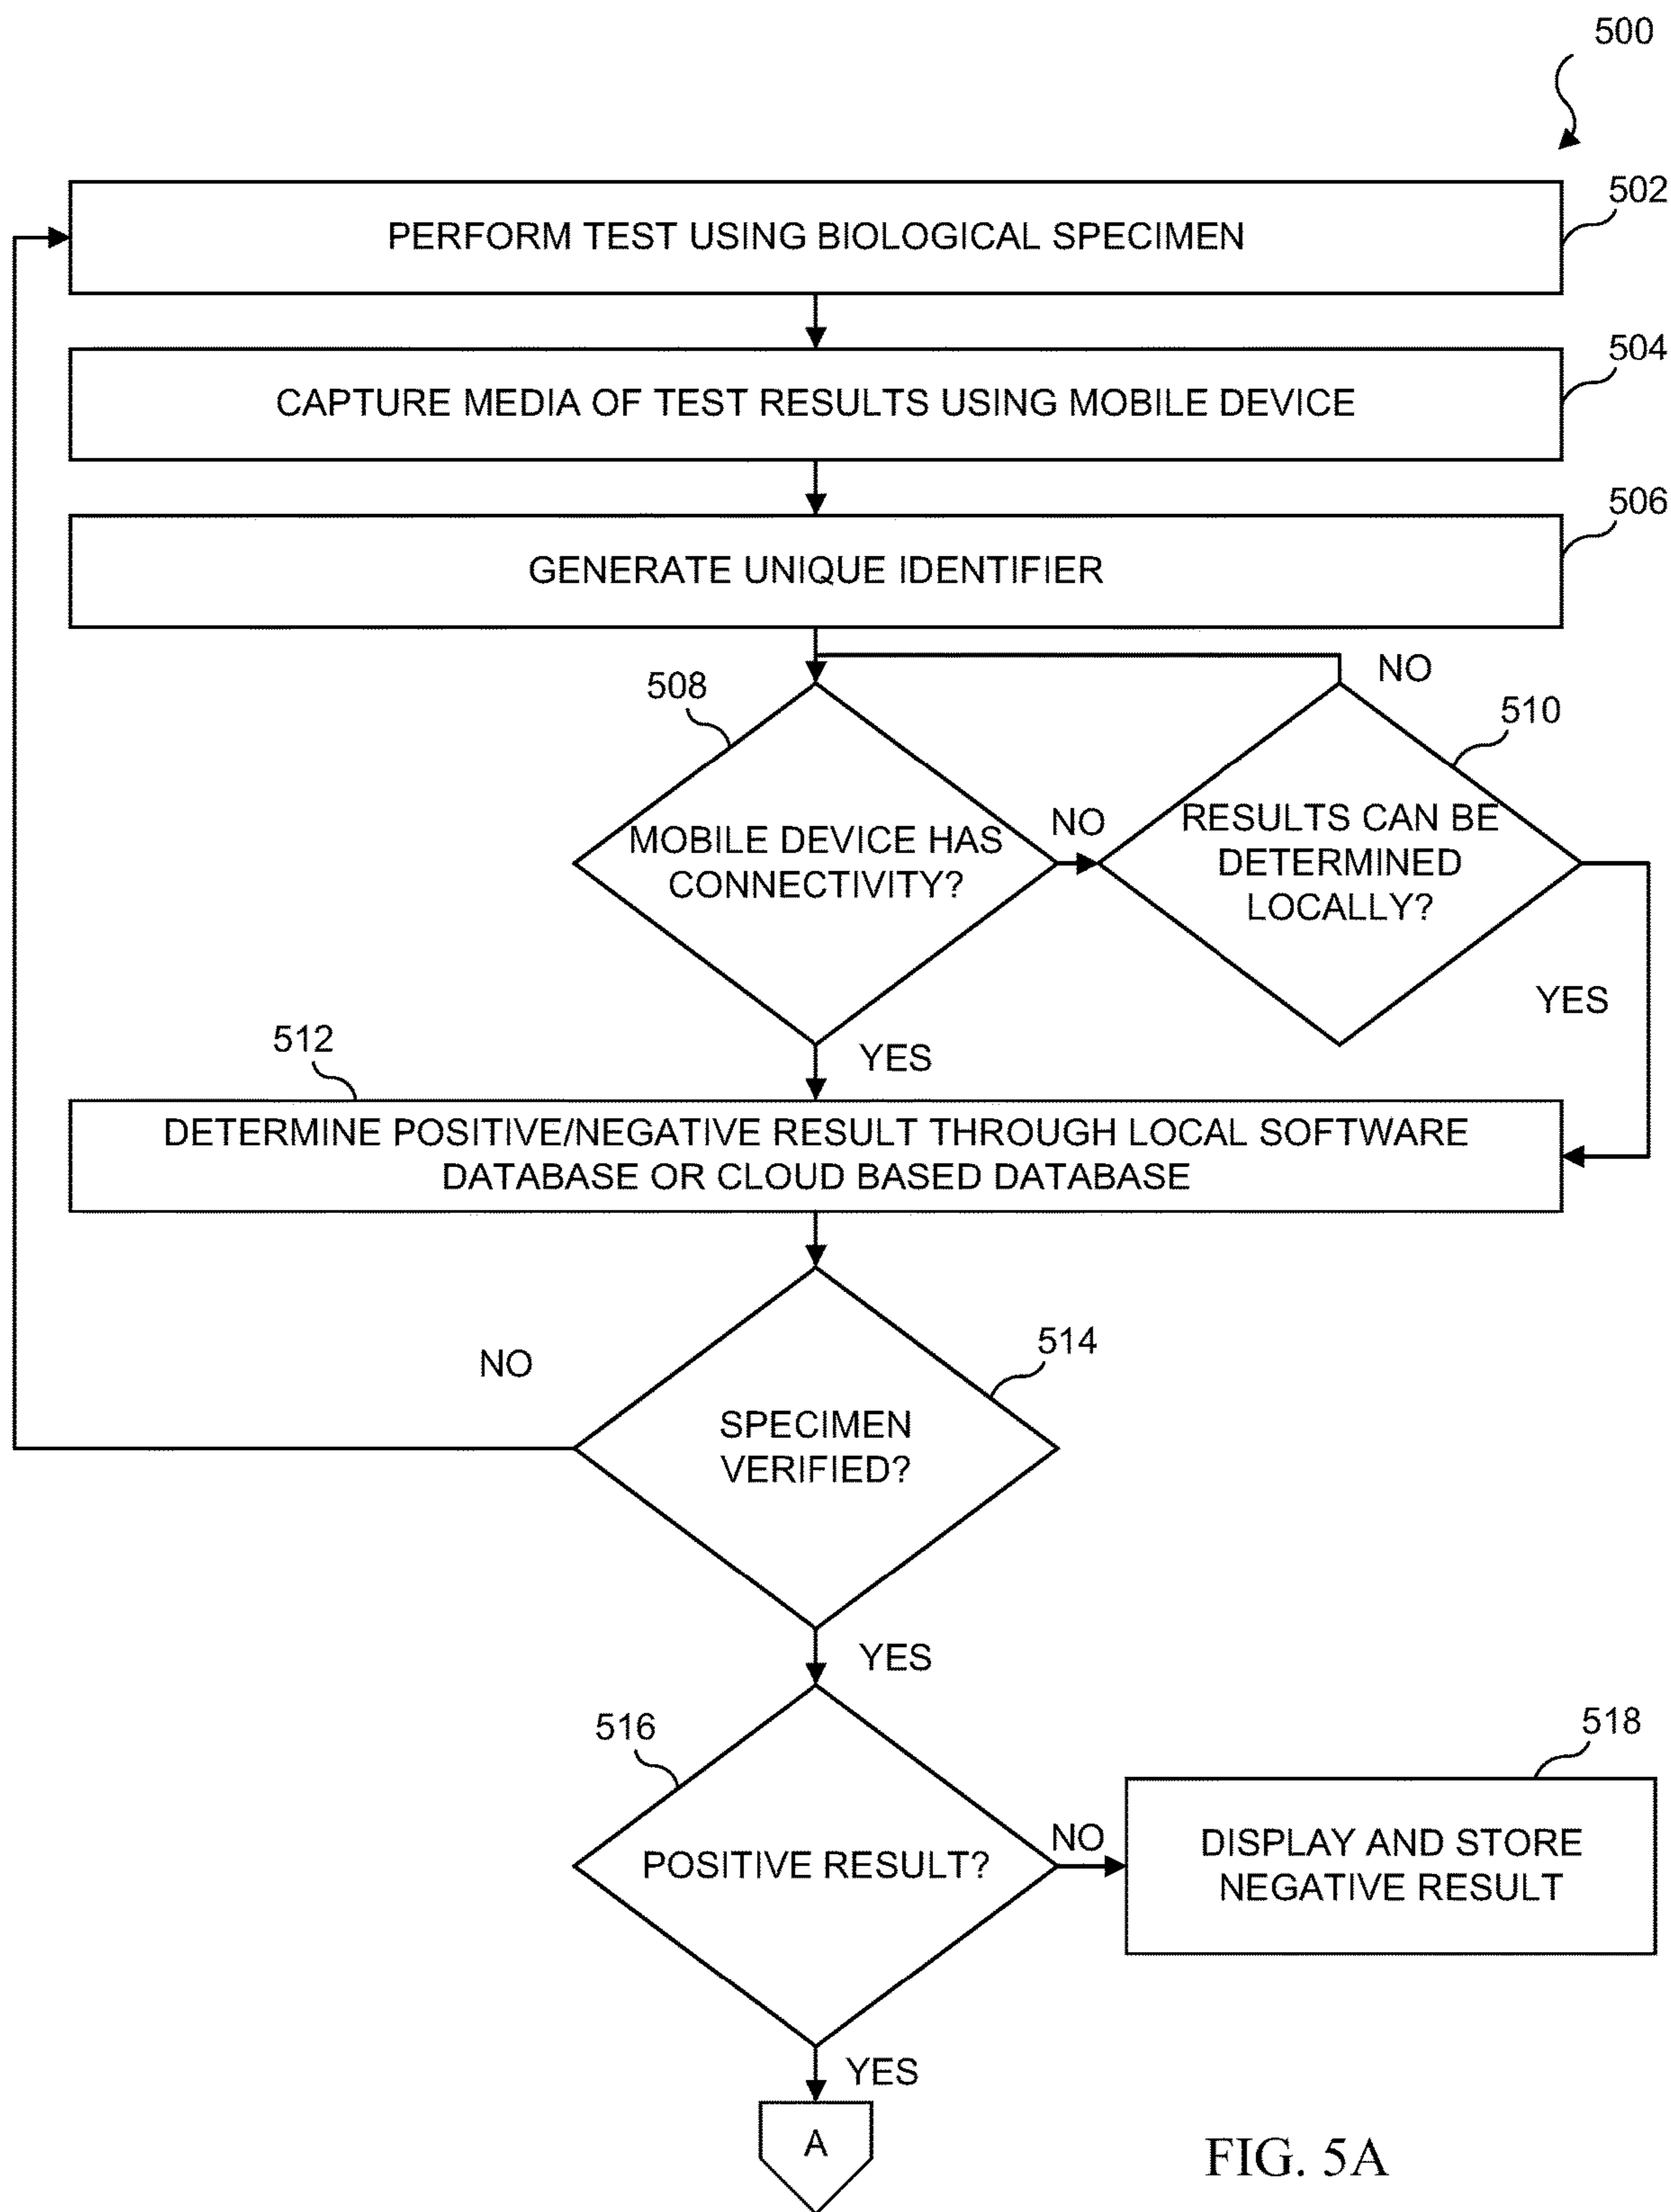 500
502
PERFORM TEST USING BIOLOGICAL SPECIMEN
504
CAPTURE MEDIA OF TEST RESULTS USING MOBILE DEVICE
506
GENERATE UNIQUE IDENTIFIER
508
NO
510
MOBILE DEVICE HAS
CONNECTIVITY?
NO
RESULTS CAN BE
DETERMINED
LOCALLY?
YES
YES
512
DETERMINE POSITIVE/NEGATIVE RESULT THROUGH LOCAL SOFTWARE
DATABASE OR CLOUD BASED DATABASE
514
NO
SPECIMEN
VERIFIED?
YES
516
518
POSITIVE RESULT?
NO
DISPLAY AND STORE
NEGATIVE RESULT
YES
A
FIG. 5A